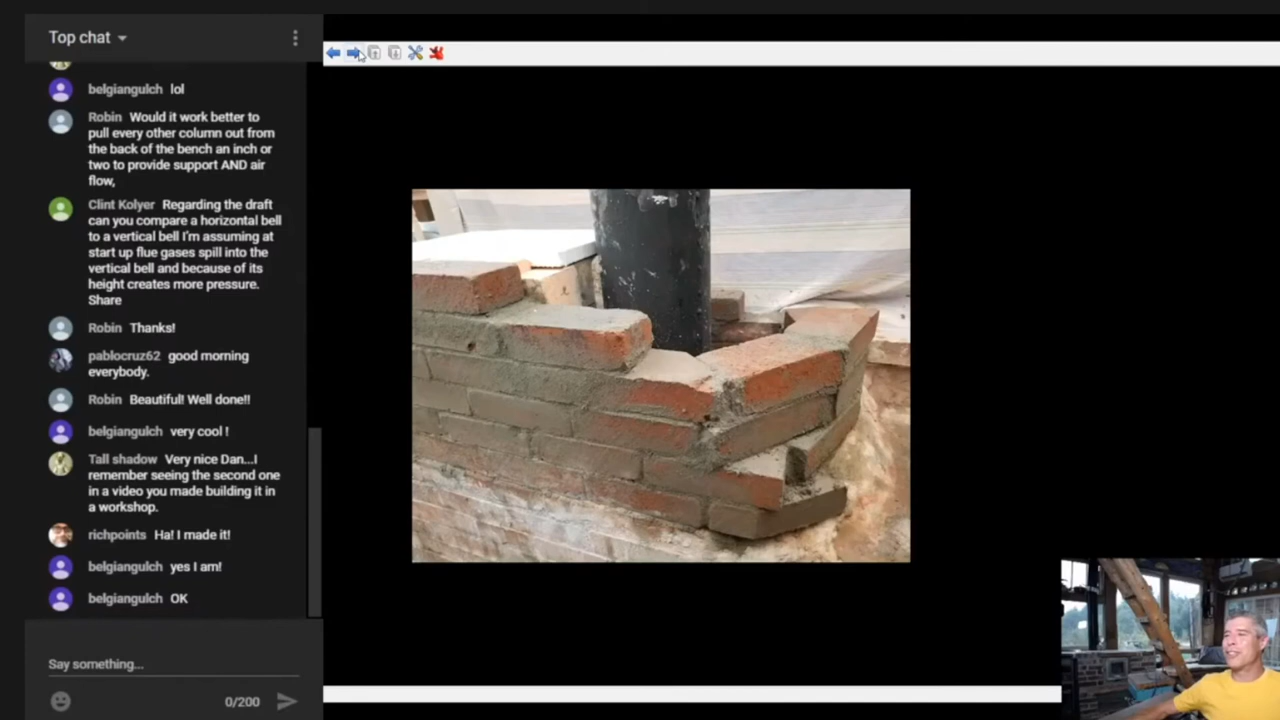 Top chat
belgiangulch lol
Robin Would it work better to
pull every other column out from
the back of the bench an inch or
two to provide support AND air
flow,
Clint Kolyer Regarding the draft
can you compare a horizontal bell
to a vertical bell I'm assuming at
start up flue gases spill into the
vertical bell and because of its
height creates more pressure.
Share
Robin Thanks!
pablocruz62 good morning
everybody.
Robin Beautiful! Well done!!
belgiangulch very cool !
Tall shadow Very nice Dan...I
remember seeing the second one
in a video you made building it in
a workshop.
richpoints Ha! I made it!
belgiangulch yes I am!
belgiangulch OK
Say something...
0/200